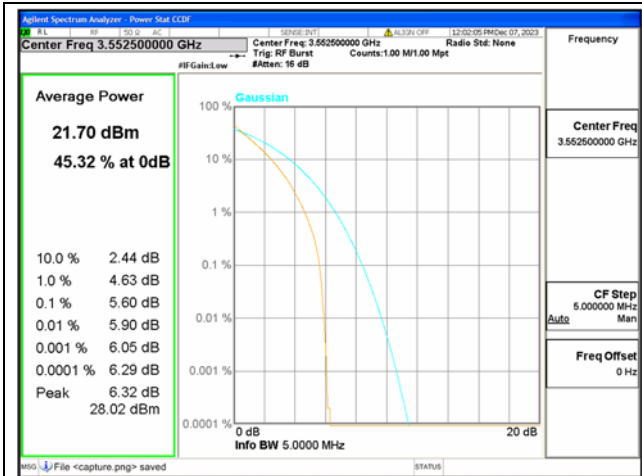 Agilent Spectrum Analyzer - Power Stat CCDF
RL RF 50 Ω AC SENSE:INT ALIGN OFF 12:02:05 PM Dec 07, 2023
Center Freq 3.552500000 GHz
Center Freq: 3.552500000 GHz Radio Std: None
Trig: RF Burst Counts:1.00 M/1.00 Mpt
#IFGain:Low #Atten: 16 dB
Frequency
Average Power
21.70 dBm
45.32 % at 0dB
10.0 % 2.44 dB
1.0 % 4.63 dB
0.1 % 5.60 dB
0.01 % 5.90 dB
0.001 % 6.05 dB
0.0001 % 6.29 dB
Peak 6.32 dB
28.02 dBm
Gaussian
100 %
10 %
1 %
0.1 %
0.01 %
0.001 %
0.0001 %
0 dB 20 dB
Info BW 5.0000 MHz
Center Freq
3.552500000 GHz
CF Step
5.000000 MHz
Auto Man
Freq Offset
0 Hz
MSG File <capture.png> saved STATUS